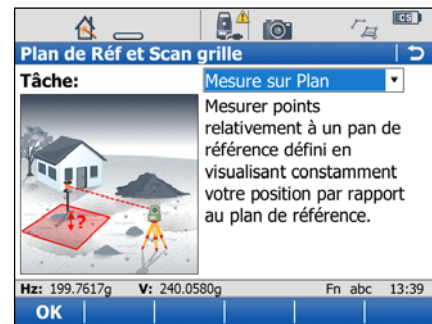 CS
Plan de Réf et Scan grille
Tâche:
Mesure sur Plan
Mesurer points
relativement à un pan de
référence défini en
visualisant constamment
votre position par rapport
au plan de référence.
?
Hz: 199.7617g V: 240.0580g Fn abc 13:39
OK